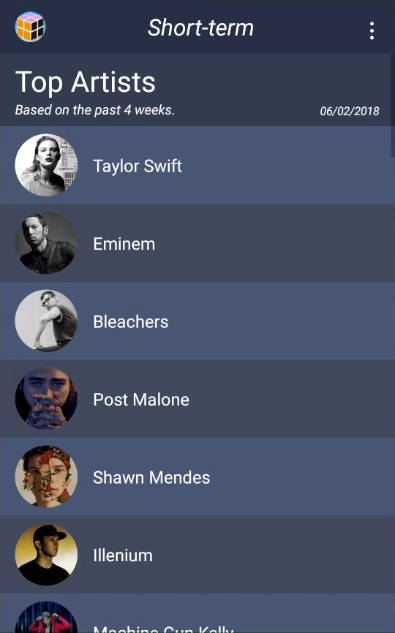 Short-term
Top Artists
Based on the past 4 weeks.
06/02/2018
Taylor Swift
Eminem
Bleachers
Post Malone
Shawn Mendes
Illenium
Machine Gun Kelly